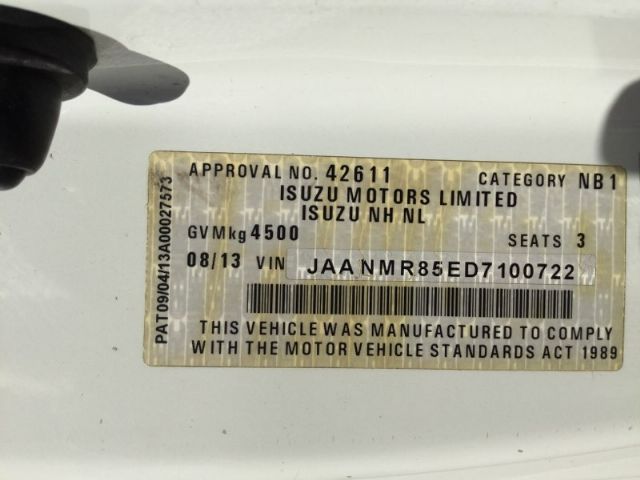 APPROVAL NO. 42611 CATEGORY NB1
ISUZU MOTORS LIMITED
ISUZU NH NL
GVMkg 4500 SEATS 3
08/13 VIN JAANMR85ED7100722
THIS VEHICLE WAS MANUFACTURED TO COMPLY
WITH THE MOTOR VEHICLE STANDARDS ACT 1989
PAT09/04/13A00027573